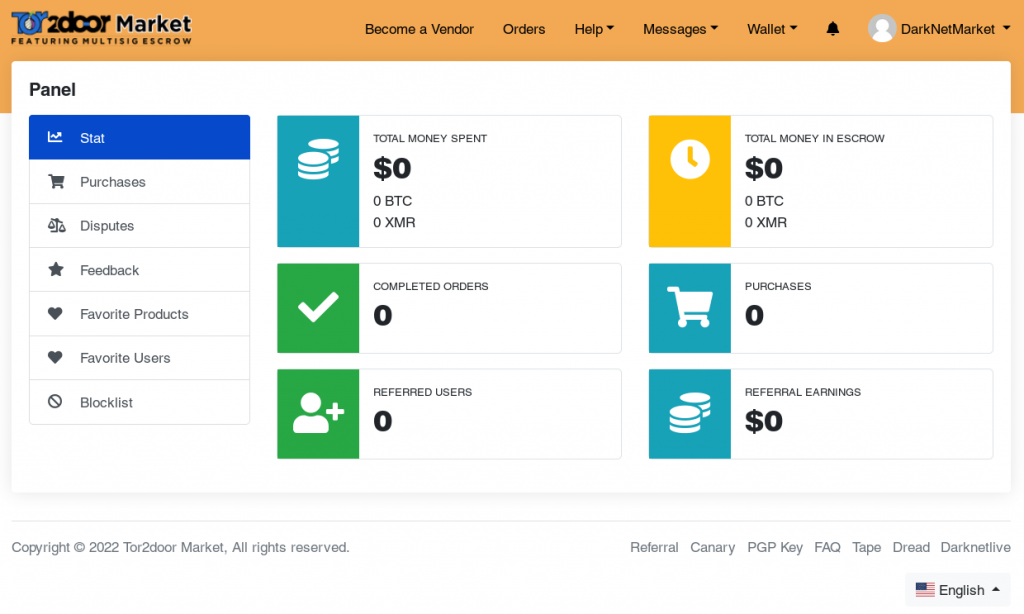 Tor2door Market
FEATURING MULTISIG ESCROW
Become a Vendor Orders Help Messages Wallet DarkNetMarket
Panel
Stat
Purchases
Disputes
Feedback
Favorite Products
Favorite Users
Blocklist
TOTAL MONEY SPENT
$0
0 BTC
0 XMR
TOTAL MONEY IN ESCROW
$0
0 BTC
0 XMR
COMPLETED ORDERS
0
PURCHASES
0
REFERRED USERS
0
REFERRAL EARNINGS
$0
Copyright © 2022 Tor2door Market, All rights reserved.
Referral Canary PGP Key FAQ Tape Dread Darknetlive
English